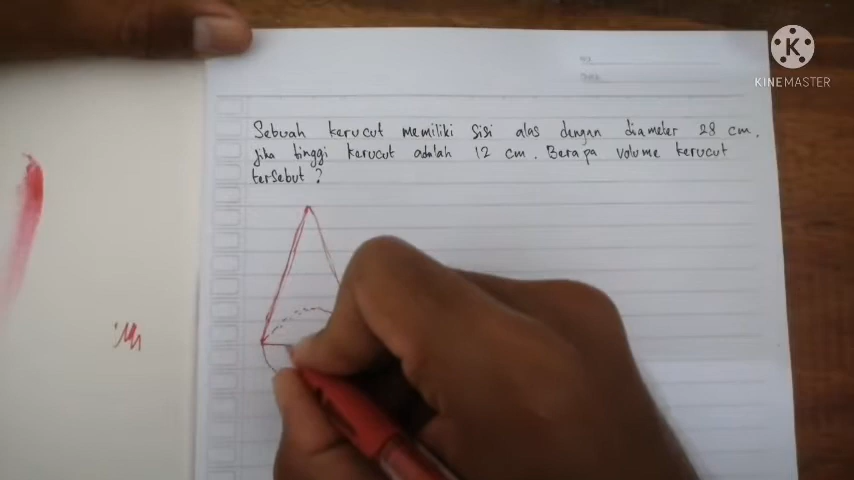 K
KINEMASTER
Sebuah kerucut memiliki sisi alas dengan diameter 28 cm.
Jika tinggi kerucut adalah 12 cm. Berapa volume kerucut
tersebut ?